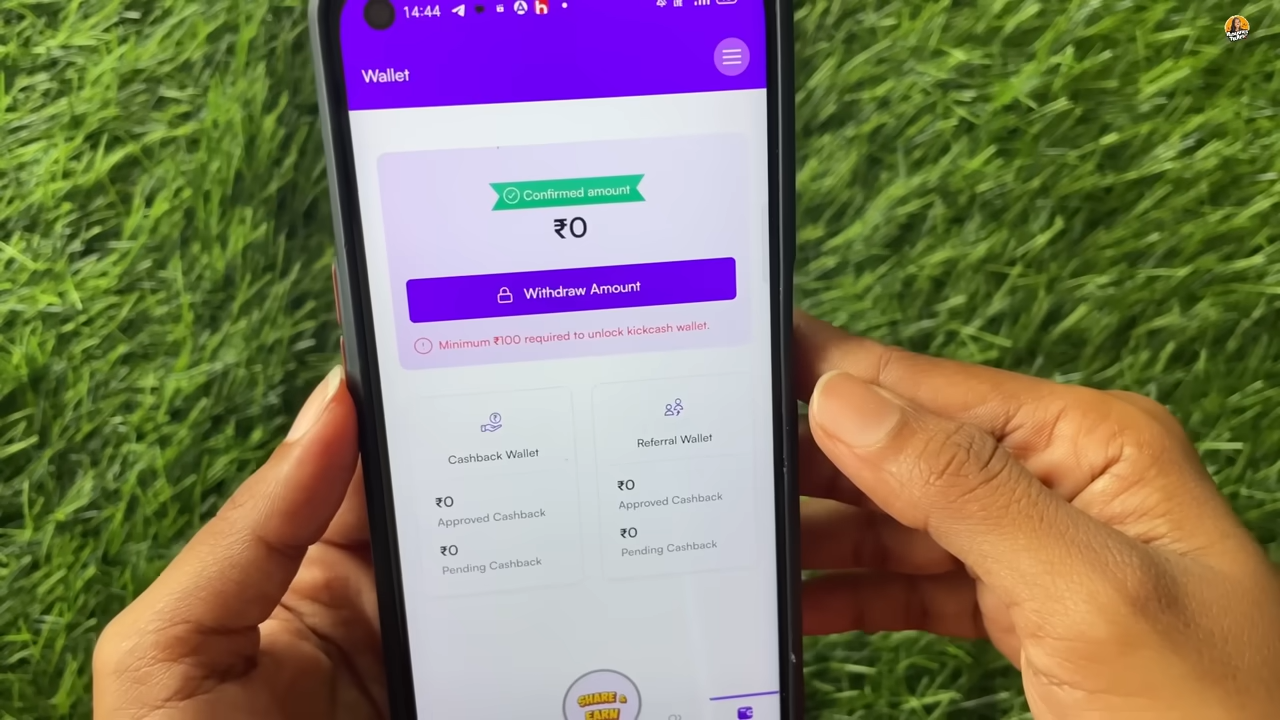 14:44
Wallet
Confirmed amount
₹0
Withdraw Amount
Minimum ₹100 required to unlock kickcash wallet.
Cashback Wallet
₹0
Approved Cashback
₹0
Pending Cashback
Referral Wallet
₹0
Approved Cashback
₹0
Pending Cashback
SHARE &
EARN